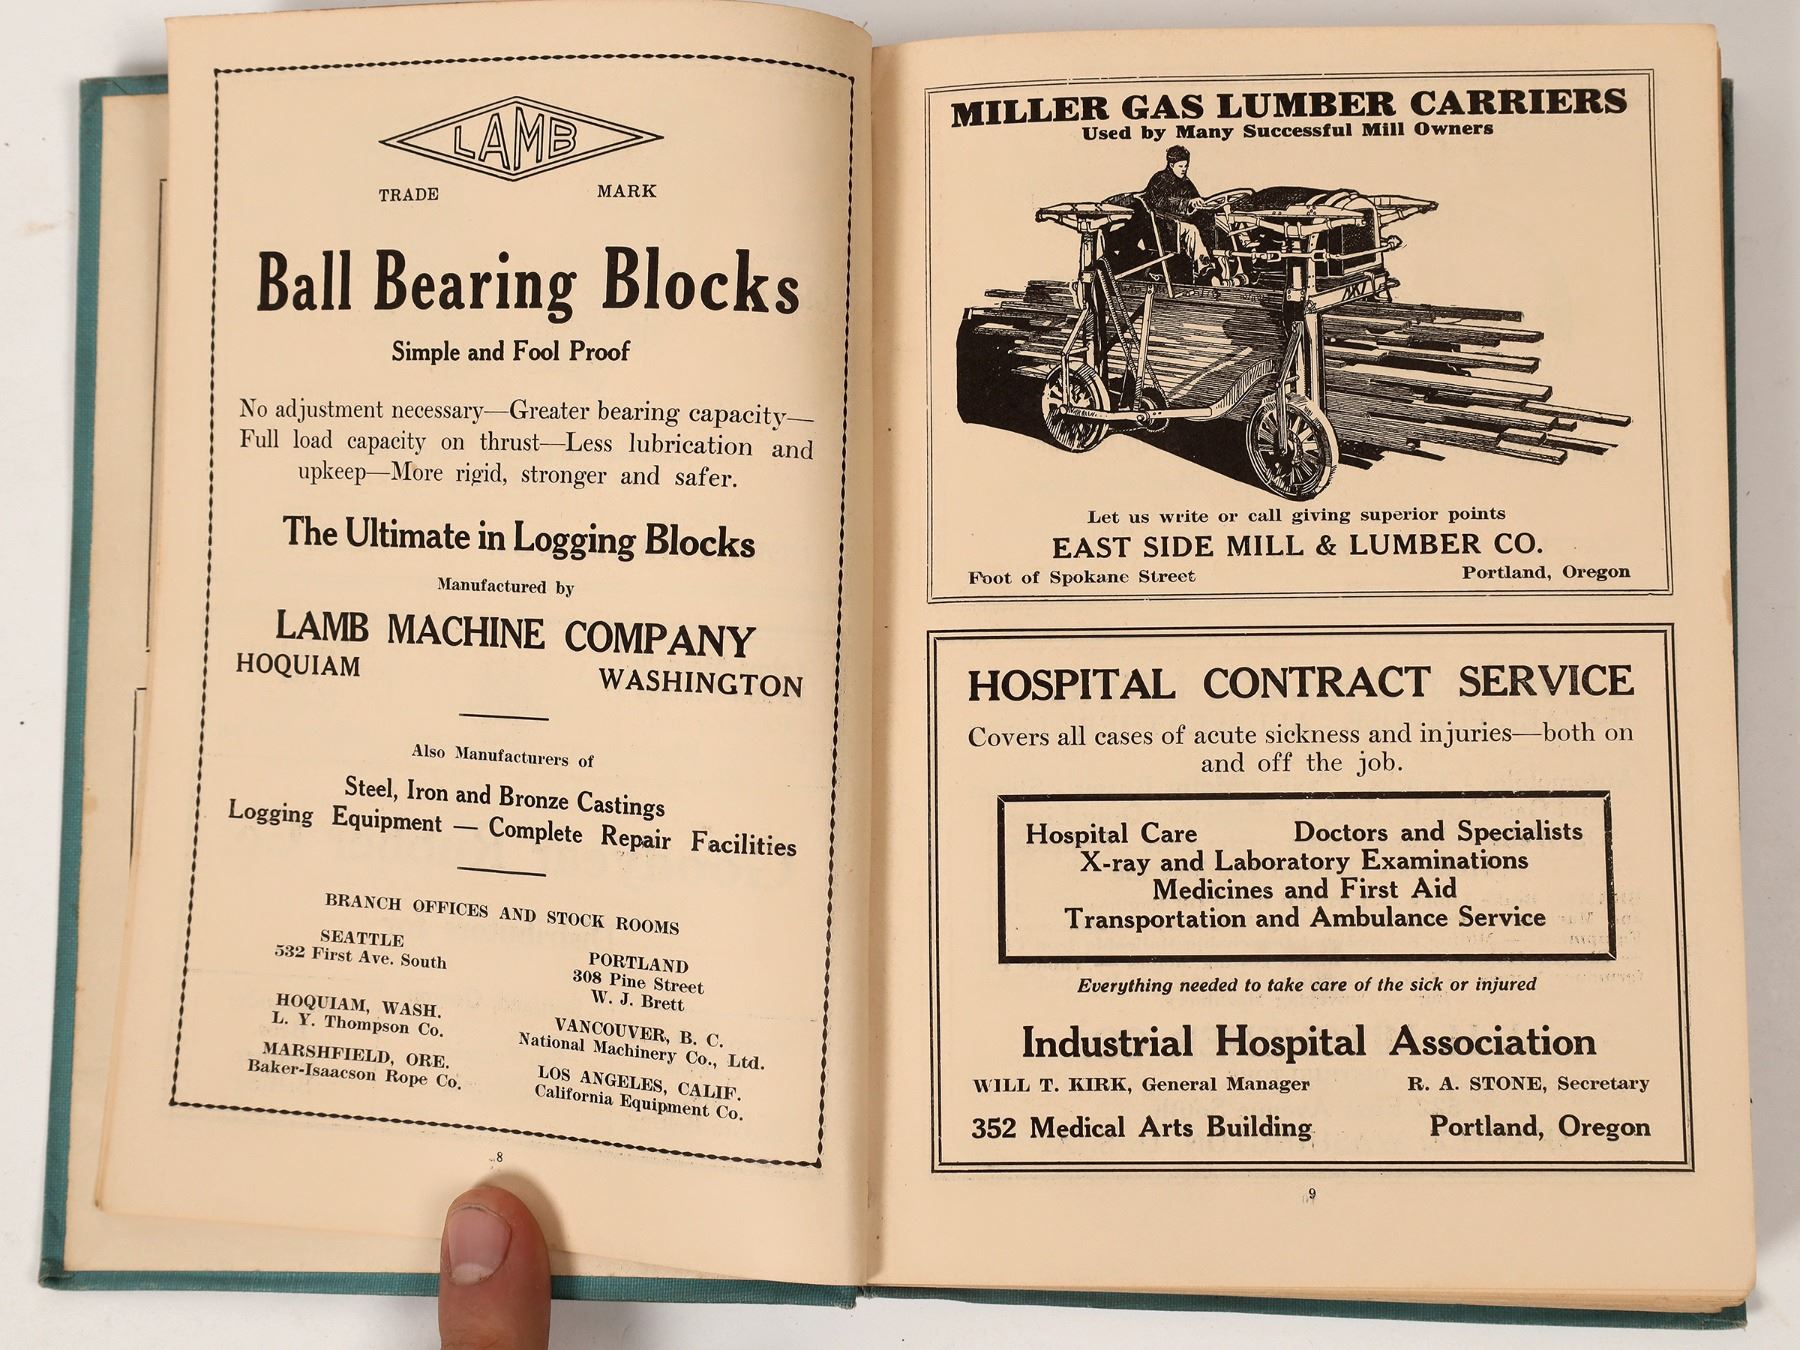 LAMB
TRADE MARK
Ball Bearing Blocks
Simple and Fool Proof
No adjustment necessary—Greater bearing capacity—
Full load capacity on thrust—Less lubrication and
upkeep—More rigid, stronger and safer.
The Ultimate in Logging Blocks
Manufactured by
LAMB MACHINE COMPANY
HOQUIAM WASHINGTON
Also Manufacturers of
Steel, Iron and Bronze Castings
Logging Equipment — Complete Repair Facilities
BRANCH OFFICES AND STOCK ROOMS
SEATTLE
532 First Ave. South
HOQUIAM, WASH.
L. Y. Thompson Co.
MARSHFIELD, ORE.
Baker-Isaacson Rope Co.
PORTLAND
308 Pine Street
W. J. Brett
VANCOUVER, B. C.
National Machinery Co., Ltd.
LOS ANGELES, CALIF.
California Equipment Co.
8
MILLER GAS LUMBER CARRIERS
Used by Many Successful Mill Owners
Let us write or call giving superior points
EAST SIDE MILL & LUMBER CO.
Foot of Spokane Street Portland, Oregon
HOSPITAL CONTRACT SERVICE
Covers all cases of acute sickness and injuries—both on
and off the job.
Hospital Care Doctors and Specialists
X-ray and Laboratory Examinations
Medicines and First Aid
Transportation and Ambulance Service
Everything needed to take care of the sick or injured
Industrial Hospital Association
WILL T. KIRK, General Manager R. A. STONE, Secretary
352 Medical Arts Building Portland, Oregon
9